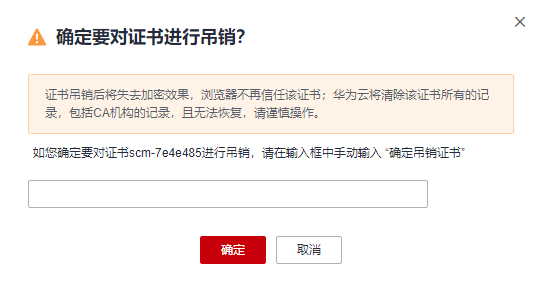 确定要对证书进行吊销？
证书吊销后将失去加密效果，浏览器不再信任该证书；华为云将清除该证书所有的记
录，包括CA机构的记录，且无法恢复，请谨慎操作。
如您确定要对证书scm-7e4e485进行吊销，请在输入框中手动输入 “确定吊销证书”
确定
取消